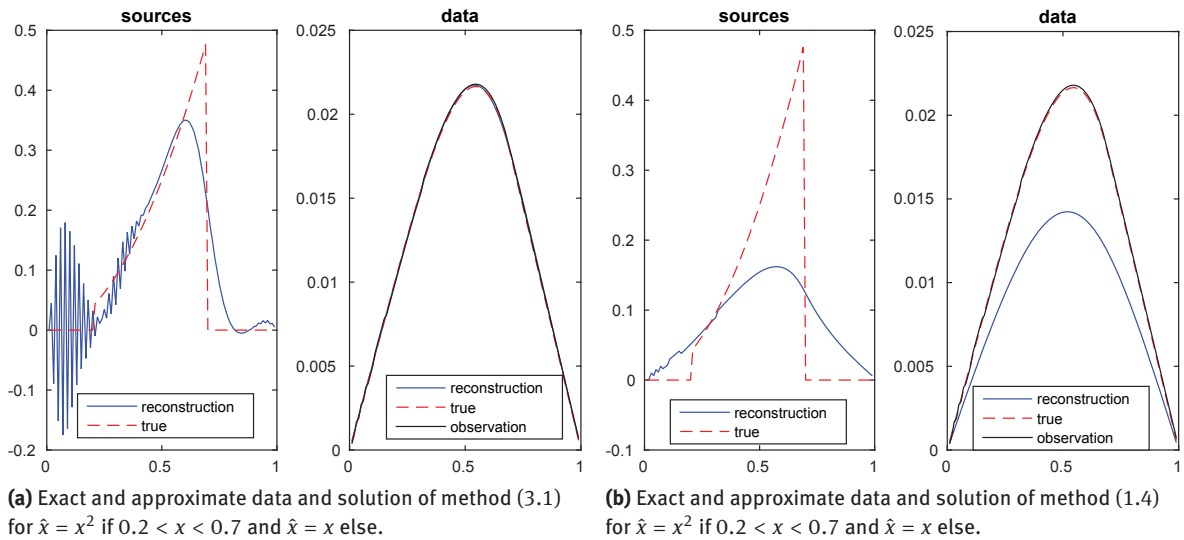 sources
0.5
0.4
0.3
0.2
0.1
0
-0.1
-0.2
0
0.5
1
reconstruction
true
data
0.025
0.02
0.015
0.01
0.005
0
0
0.5
1
reconstruction
true
observation
(a) Exact and approximate data and solution of method (3.1)
for x̂ = x² if 0.2 < x < 0.7 and x̂ = x else.
sources
0.5
0.4
0.3
0.2
0.1
0
-0.1
0
0.5
1
reconstruction
true
data
0.025
0.02
0.015
0.01
0.005
0
0
0.5
1
reconstruction
true
observation
(b) Exact and approximate data and solution of method (1.4)
for x̂ = x² if 0.2 < x < 0.7 and x̂ = x else.